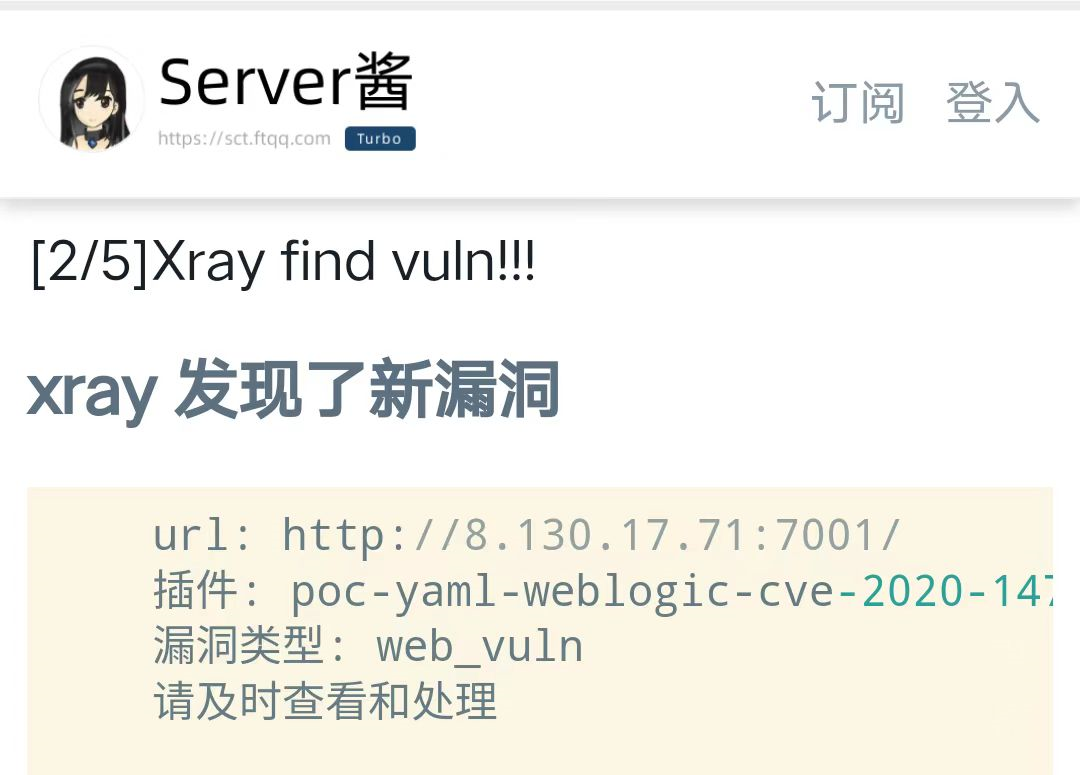 Server酱
https://sct.ftqq.com Turbo
订阅 登入
[2/5]Xray find vuln!!!
xray 发现了新漏洞
url: http://8.130.17.71:7001/
插件: poc-yaml-weblogic-cve-2020-147
漏洞类型: web_vuln
请及时查看和处理